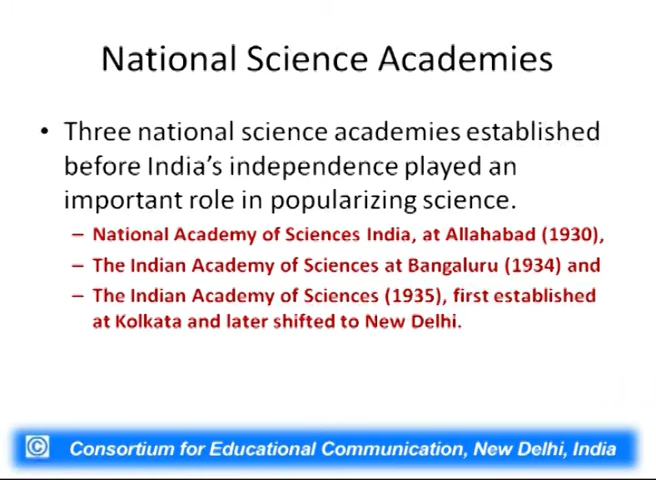 National Science Academies
• Three national science academies established
before India's independence played an
important role in popularizing science.
– National Academy of Sciences India, at Allahabad (1930),
– The Indian Academy of Sciences at Bangaluru (1934) and
– The Indian Academy of Sciences (1935), first established
at Kolkata and later shifted to New Delhi.
© Consortium for Educational Communication, New Delhi, India